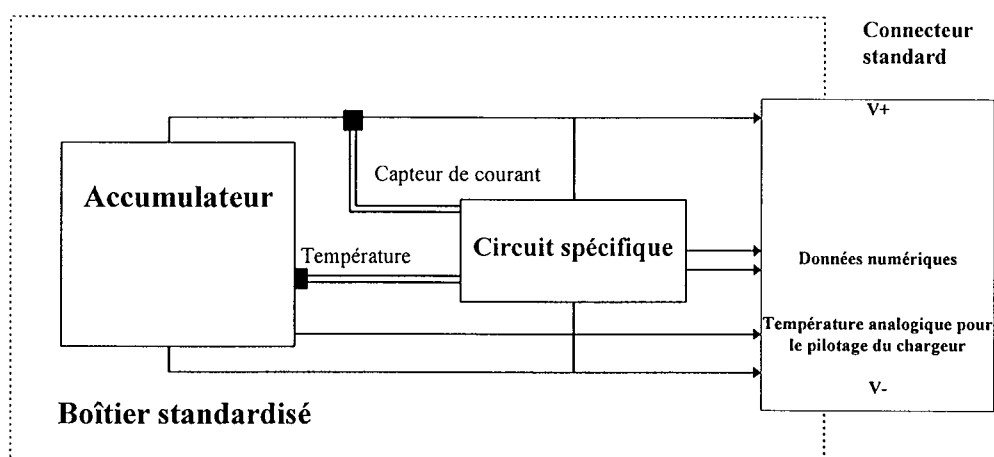 Connecteur
standard
V+
Capteur de courant
Accumulateur
Température
Circuit spécifique
Données numériques
Température analogique pour
le pilotage du chargeur
V-
Boîtier standardisé